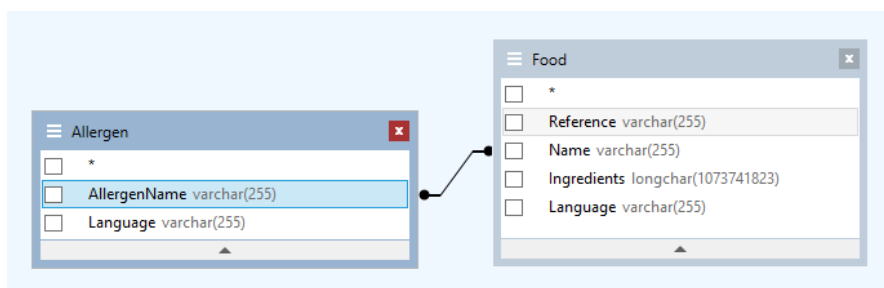 Allergen
*
AllergenName varchar(255)
Language varchar(255)
Food
*
Reference varchar(255)
Name varchar(255)
Ingredients longchar(1073741823)
Language varchar(255)